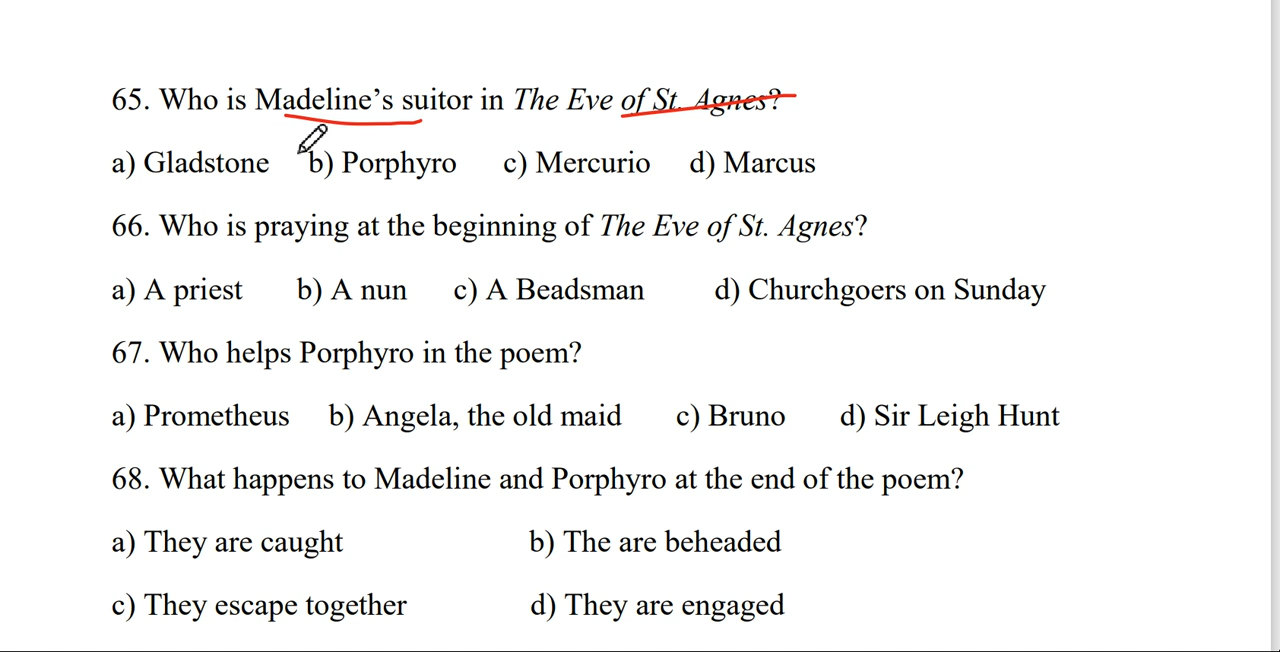 65. Who is Madeline’s suitor in The Eve of St. Agnes?
a) Gladstone b) Porphyro c) Mercurio d) Marcus
66. Who is praying at the beginning of The Eve of St. Agnes?
a) A priest b) A nun c) A Beadsman d) Churchgoers on Sunday
67. Who helps Porphyro in the poem?
a) Prometheus b) Angela, the old maid c) Bruno d) Sir Leigh Hunt
68. What happens to Madeline and Porphyro at the end of the poem?
a) They are caught b) The are beheaded
c) They escape together d) They are engaged